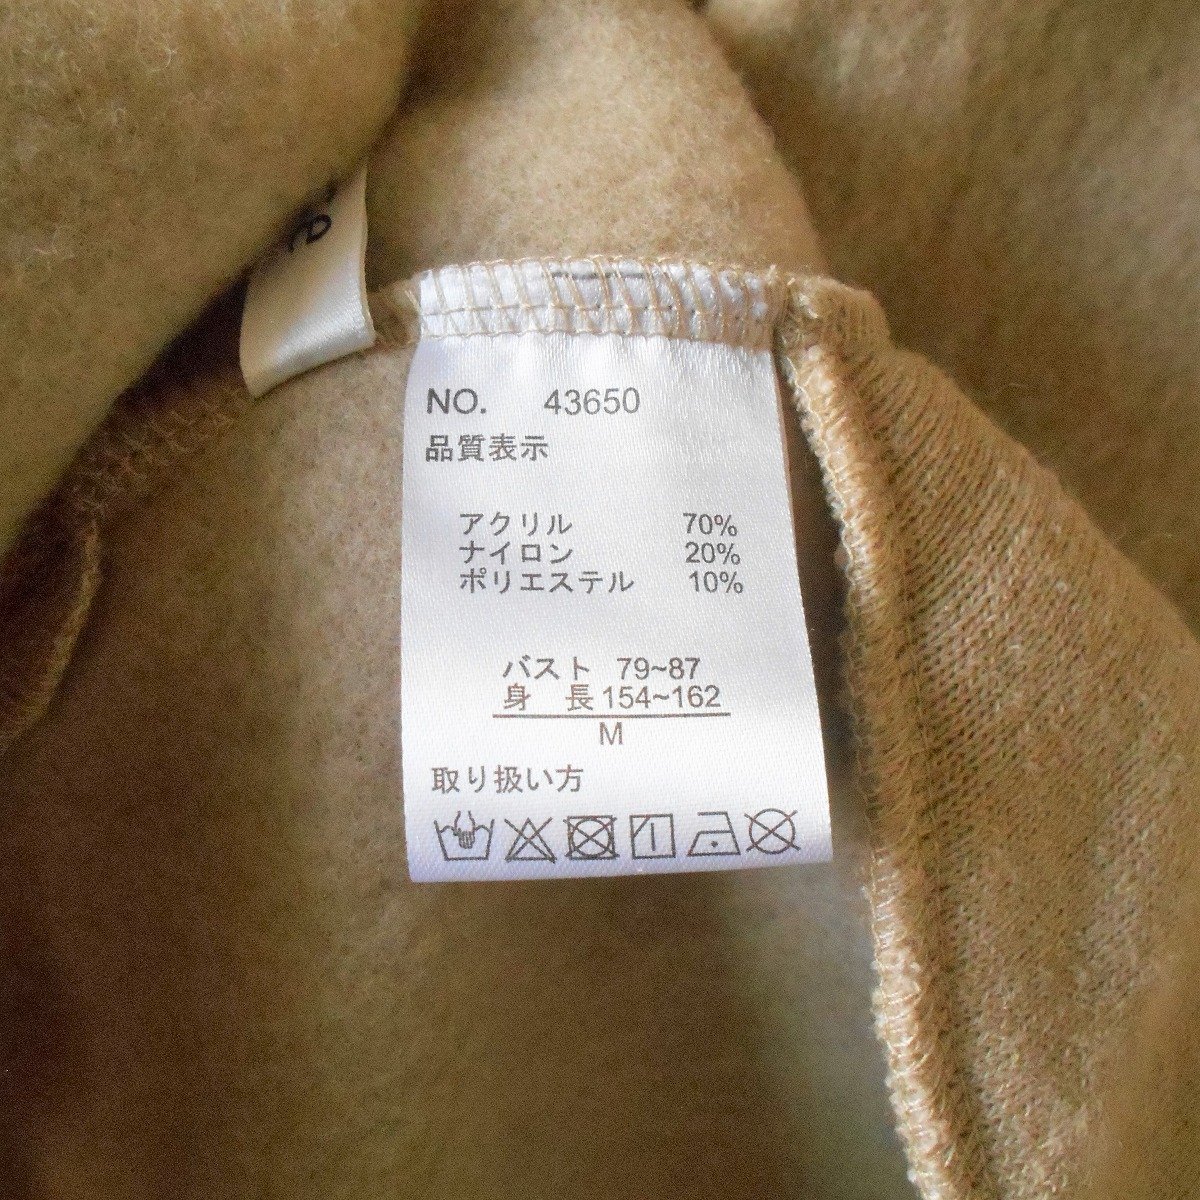 NO. 43650
品質表示
アクリル 70%
ナイロン 20%
ポリエステル 10%
バスト 79~87
身 長 154~162
M
取り扱い方